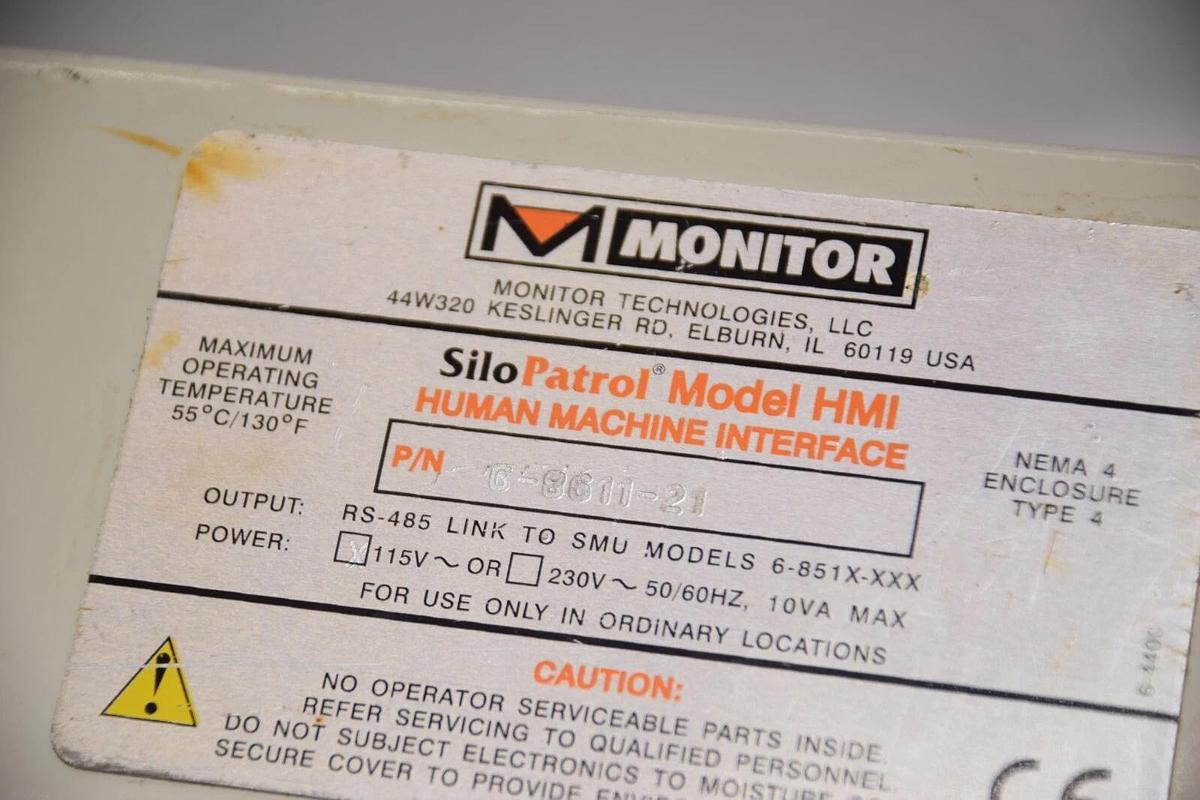 MONITOR
MONITOR TECHNOLOGIES, LLC
44W320 KESLINGER RD, ELBURN, IL 60119 USA
MAXIMUM
OPERATING
TEMPERATURE
55°C/130°F
SiloPatrol® Model HMI
HUMAN MACHINE INTERFACE
P/N 6-8611-21
NEMA 4
ENCLOSURE
TYPE 4
OUTPUT: RS-485 LINK TO SMU MODELS 6-851X-XXX
POWER: X 115V ~ OR 230V ~ 50/60HZ, 10VA MAX
FOR USE ONLY IN ORDINARY LOCATIONS
CAUTION:
NO OPERATOR SERVICEABLE PARTS INSIDE.
REFER SERVICING TO QUALIFIED PERSONNEL.
DO NOT SUBJECT ELECTRONICS TO MOISTURE
SECURE COVER TO PROVIDE
CE